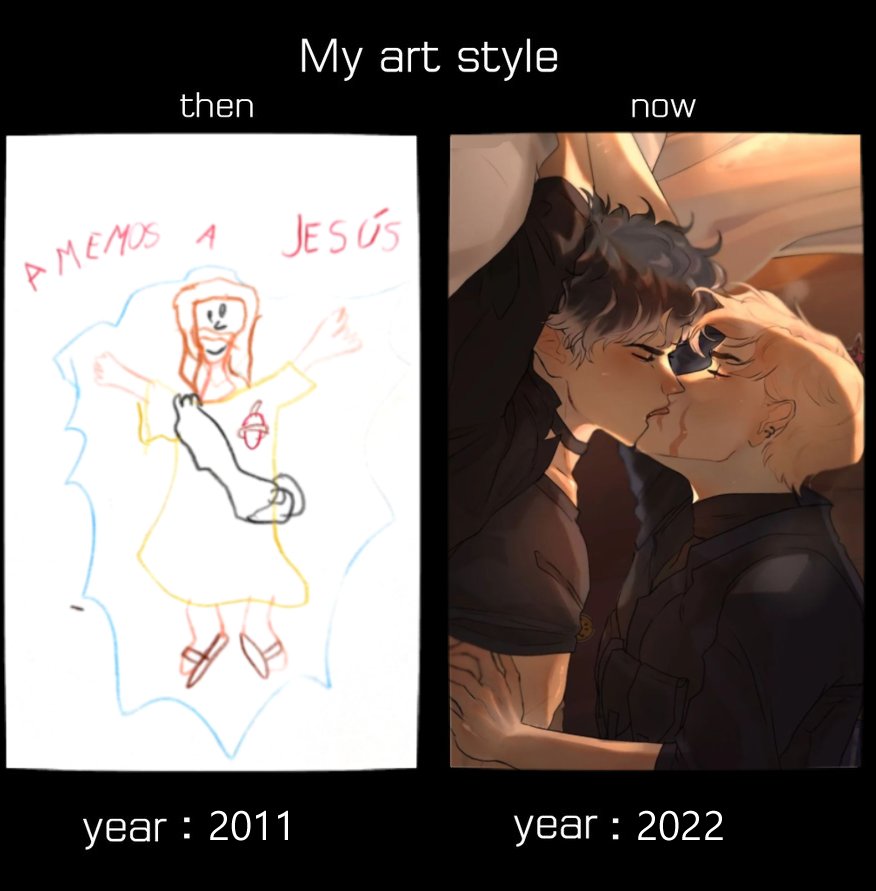 My art style
then
now
AMEMOS A JESÚS
year : 2011
year : 2022